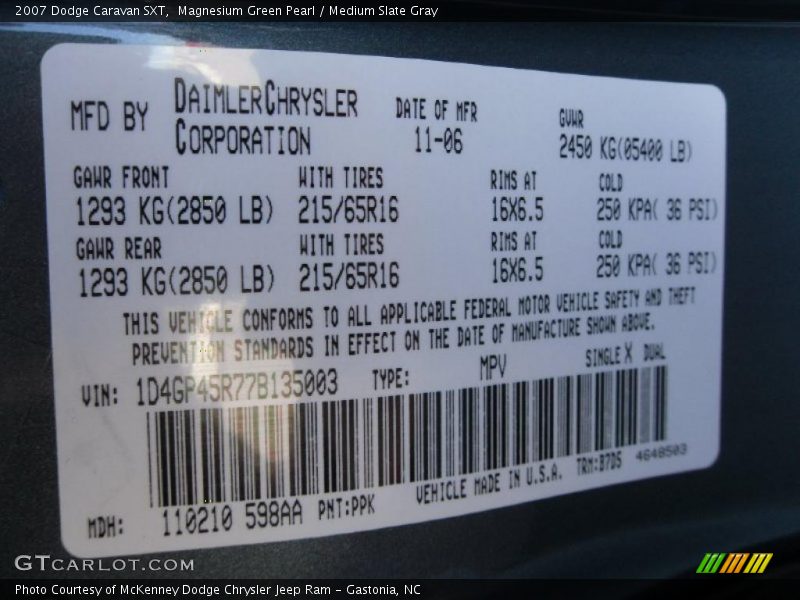 2007 Dodge Caravan SXT,  Magnesium Green Pearl / Medium Slate Gray
MFD BY DAIMLERCHRYSLER CORPORATION DATE OF MFR 11-06 GVWR 2450 KG(05400 LB)
GAWR FRONT WITH TIRES RIMS AT COLD
1293 KG(2850 LB) 215/65R16 16X6.5 250 KPA( 36 PSI)
GAWR REAR WITH TIRES RIMS AT COLD
1293 KG(2850 LB) 215/65R16 16X6.5 250 KPA( 36 PSI)
THIS VEHICLE CONFORMS TO ALL APPLICABLE FEDERAL MOTOR VEHICLE SAFETY AND THEFT
PREVENTION STANDARDS IN EFFECT ON THE DATE OF MANUFACTURE SHOWN ABOVE.
VIN: 1D4GP45R77B135003 TYPE: MPV SINGLE X DUAL
MDH: 110210 598AA PNT:PPK VEHICLE MADE IN U.S.A. TRM:B7D5 4648503
GTCARLOT.COM
Photo Courtesy of McKenney Dodge Chrysler Jeep Ram - Gastonia, NC